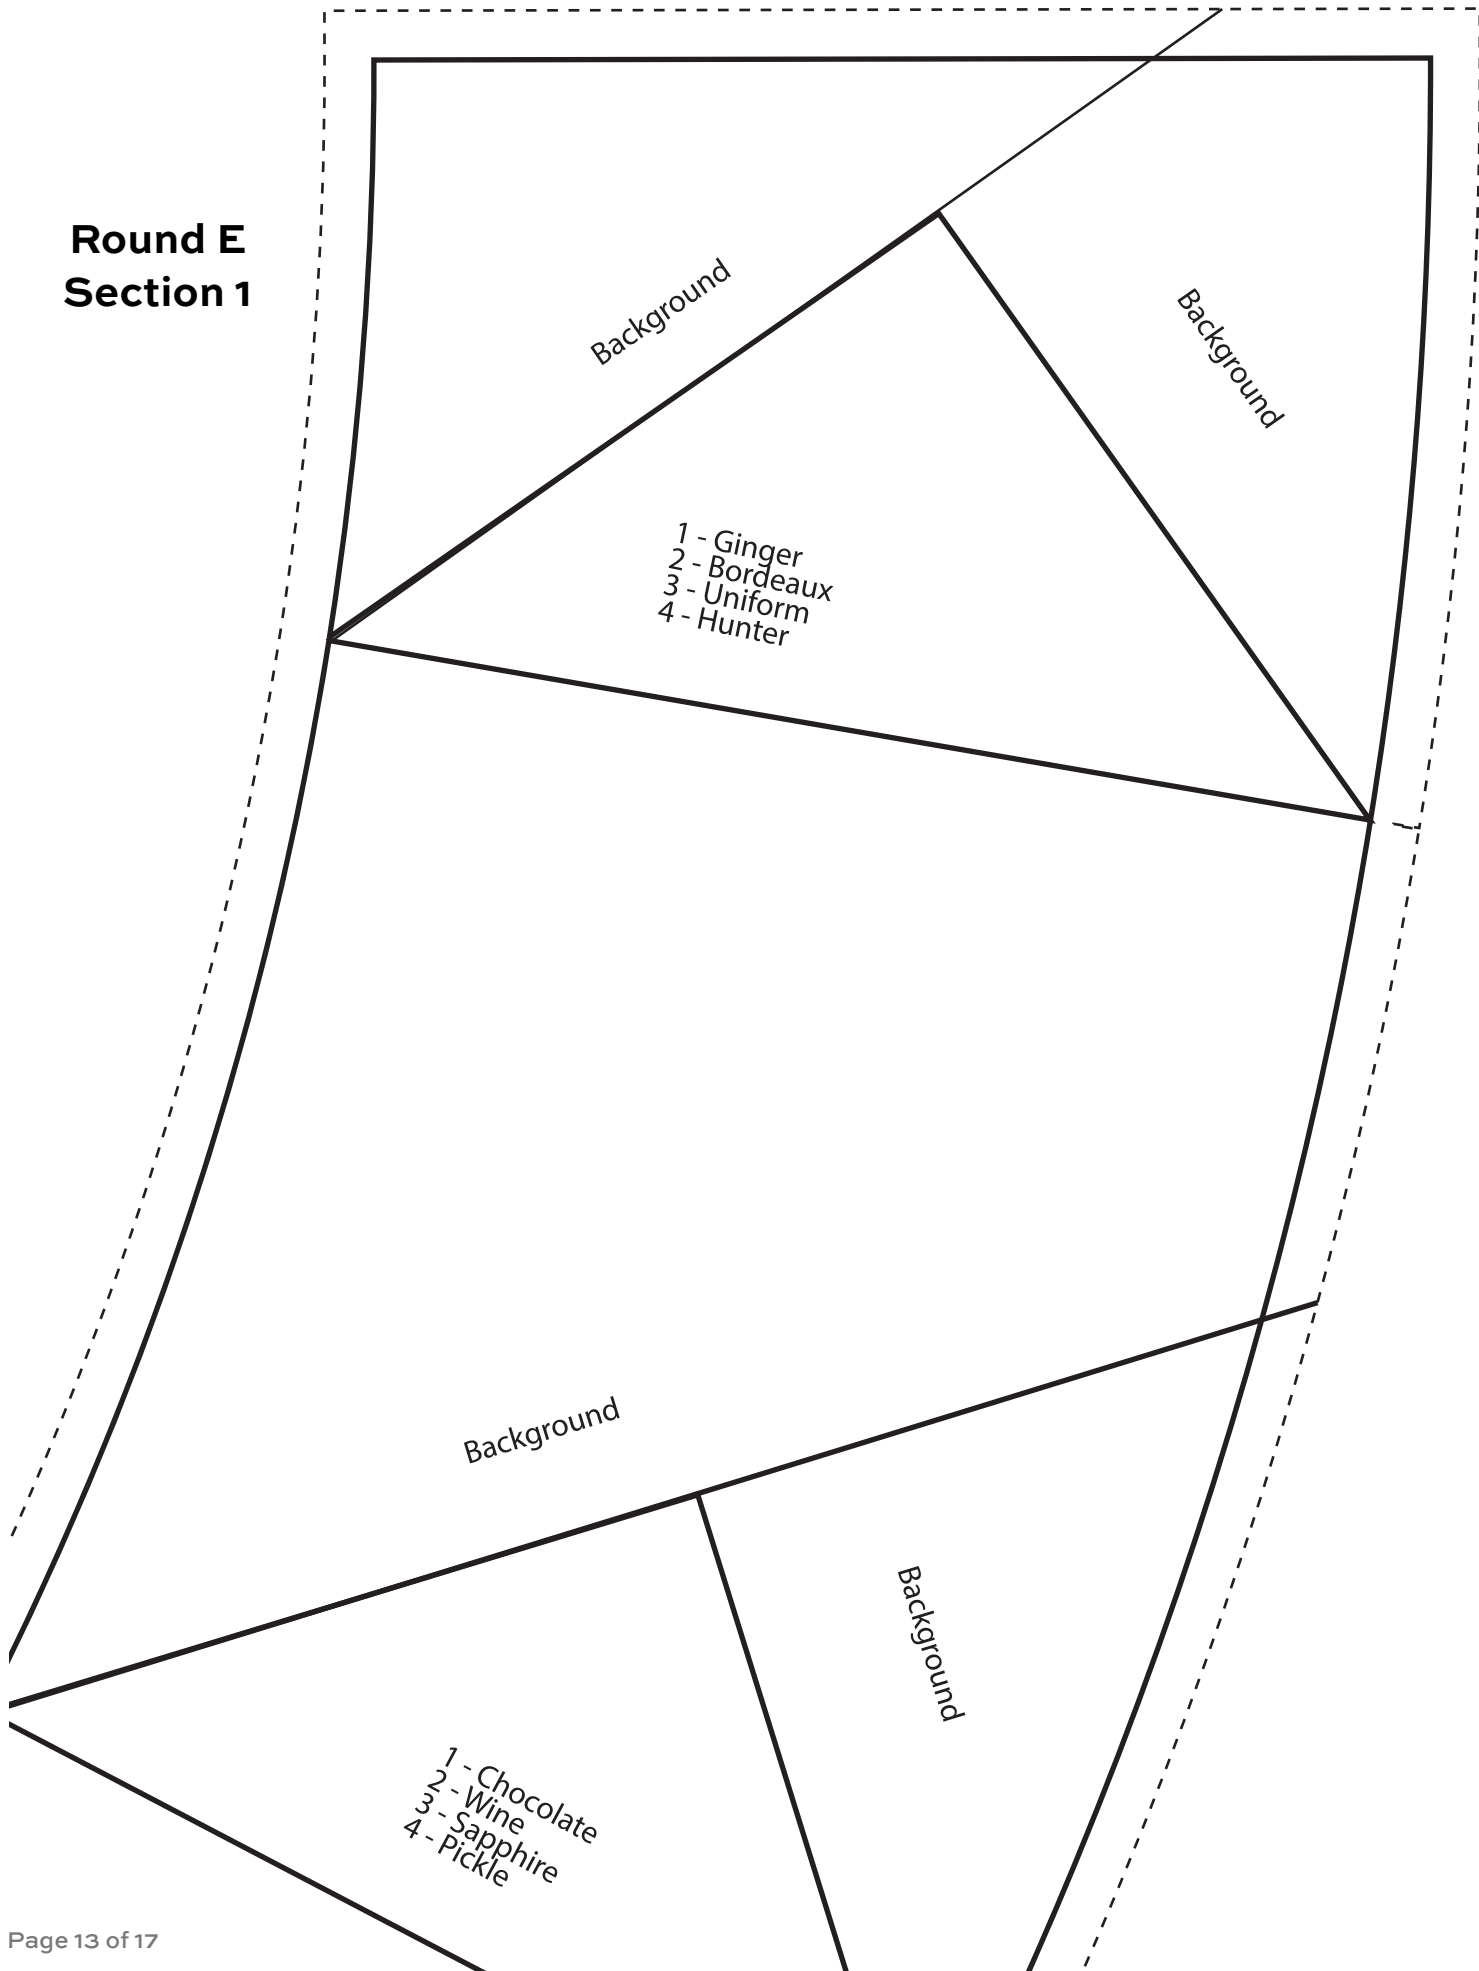 Round E
Section 1
Background
Background
1 - Ginger
2 - Bordeaux
3 - Uniform
4 - Hunter
Background
Background
1 - Chocolate
2 - Wine
3 - Sapphire
4 - Pickle
Page 13 of 17